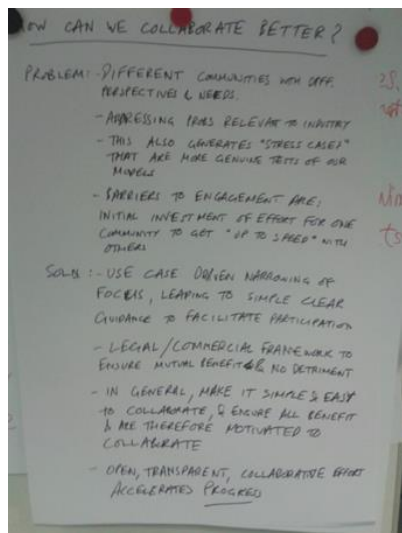 HOW CAN WE COLLABORATE BETTER?
PROBLEM: - DIFFERENT COMMUNITIES WITH DIFF.
PERSPECTIVES & NEEDS.
- ADDRESSING PROBS RELEVAT TO INDUSTRY
- THIS ALSO GENERATES "STRESS CASES"
THAT ARE MORE GENUINE TESTS OF OUR
MODELS
- BARRIERS TO ENGAGEMENT ARE;
INITIAL INVESTMENT OF EFFORT FOR ONE
COMMUNITY TO GET "UP TO SPEED" WITH
OTHERS
SOLNS: - USE CASE DRIVEN NARROWING OF
FOCUS, LEADING TO SIMPLE CLEAR
GUIDANCE TO FACILITATE PARTICIPATION
- LEGAL/COMMERCIAL FRAMEWORK TO
ENSURE MUTUAL BENEFIT & NO DETRIMENT
- IN GENERAL, MAKE IT SIMPLE & EASY
TO COLLABORATE, & ENSURE ALL BENEFIT
& ARE THEREFORE MOTIVATED TO
COLLABORATE
- OPEN, TRANSPARENT, COLLABORATIVE EFFORT
ACCELERATES PROGRESS